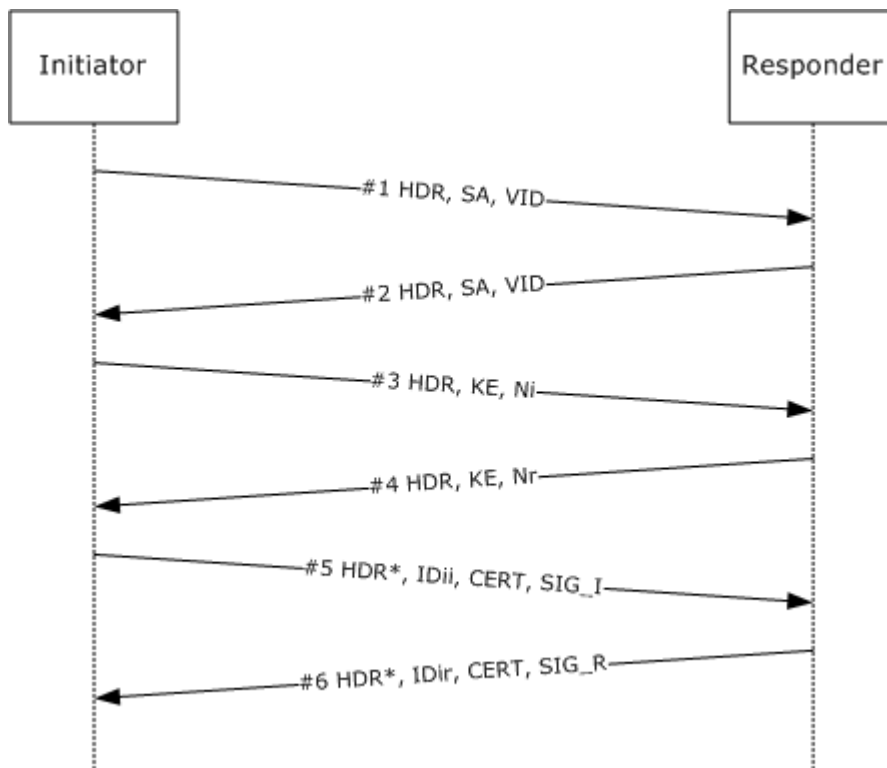 Initiator
Responder
#1 HDR, SA, VID
#2 HDR, SA, VID
#3 HDR, KE, Ni
#4 HDR, KE, Nr
#5 HDR*, IDii, CERT, SIG_I
#6 HDR*, IDir, CERT, SIG_R